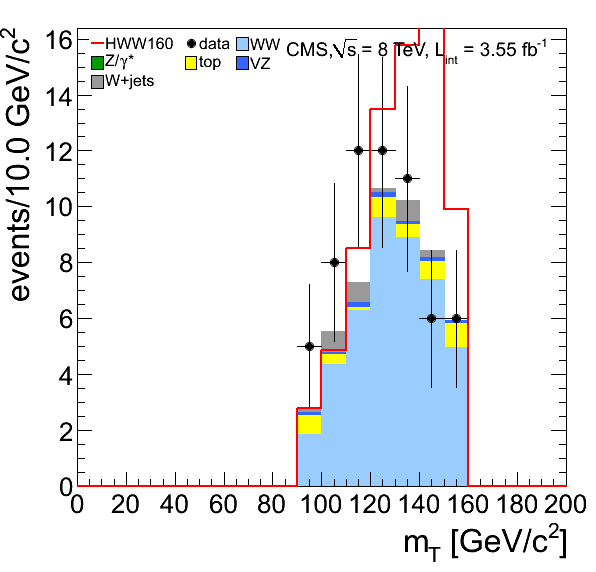 events/10.0 GeV/c²
16
14
12
10
8
6
4
2
0
HWW160 data WW
Z/γ* top VZ
W+jets
CMS,√s = 8 TeV, L_int = 3.55 fb⁻¹
0 20 40 60 80 100 120 140 160 180 200
m_T [GeV/c²]